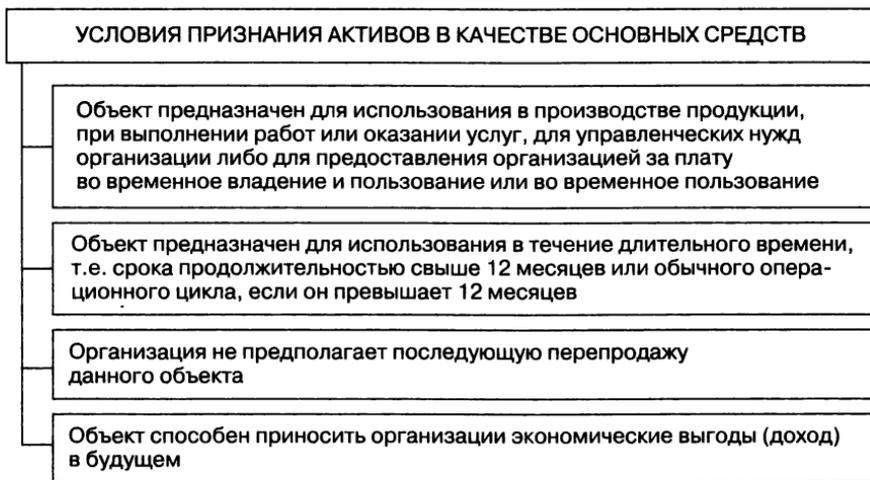 УСЛОВИЯ ПРИЗНАНИЯ АКТИВОВ В КАЧЕСТВЕ ОСНОВНЫХ СРЕДСТВ
Объект предназначен для использования в производстве продукции,
при выполнении работ или оказании услуг, для управленческих нужд
организации либо для предоставления организацией за плату
во временное владение и пользование или во временное пользование
Объект предназначен для использования в течение длительного времени,
т.е. срока продолжительностью свыше 12 месяцев или обычного опера-
ционного цикла, если он превышает 12 месяцев
Организация не предполагает последующую перепродажу
данного объекта
Объект способен приносить организации экономические выгоды (доход)
в будущем